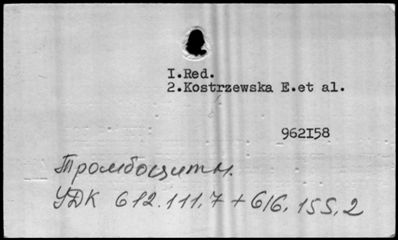 I.Red.
2.Kostrzewska E.et al.
962I58
Тромбоциты.
УДК 612.111.7 + 616.155.2